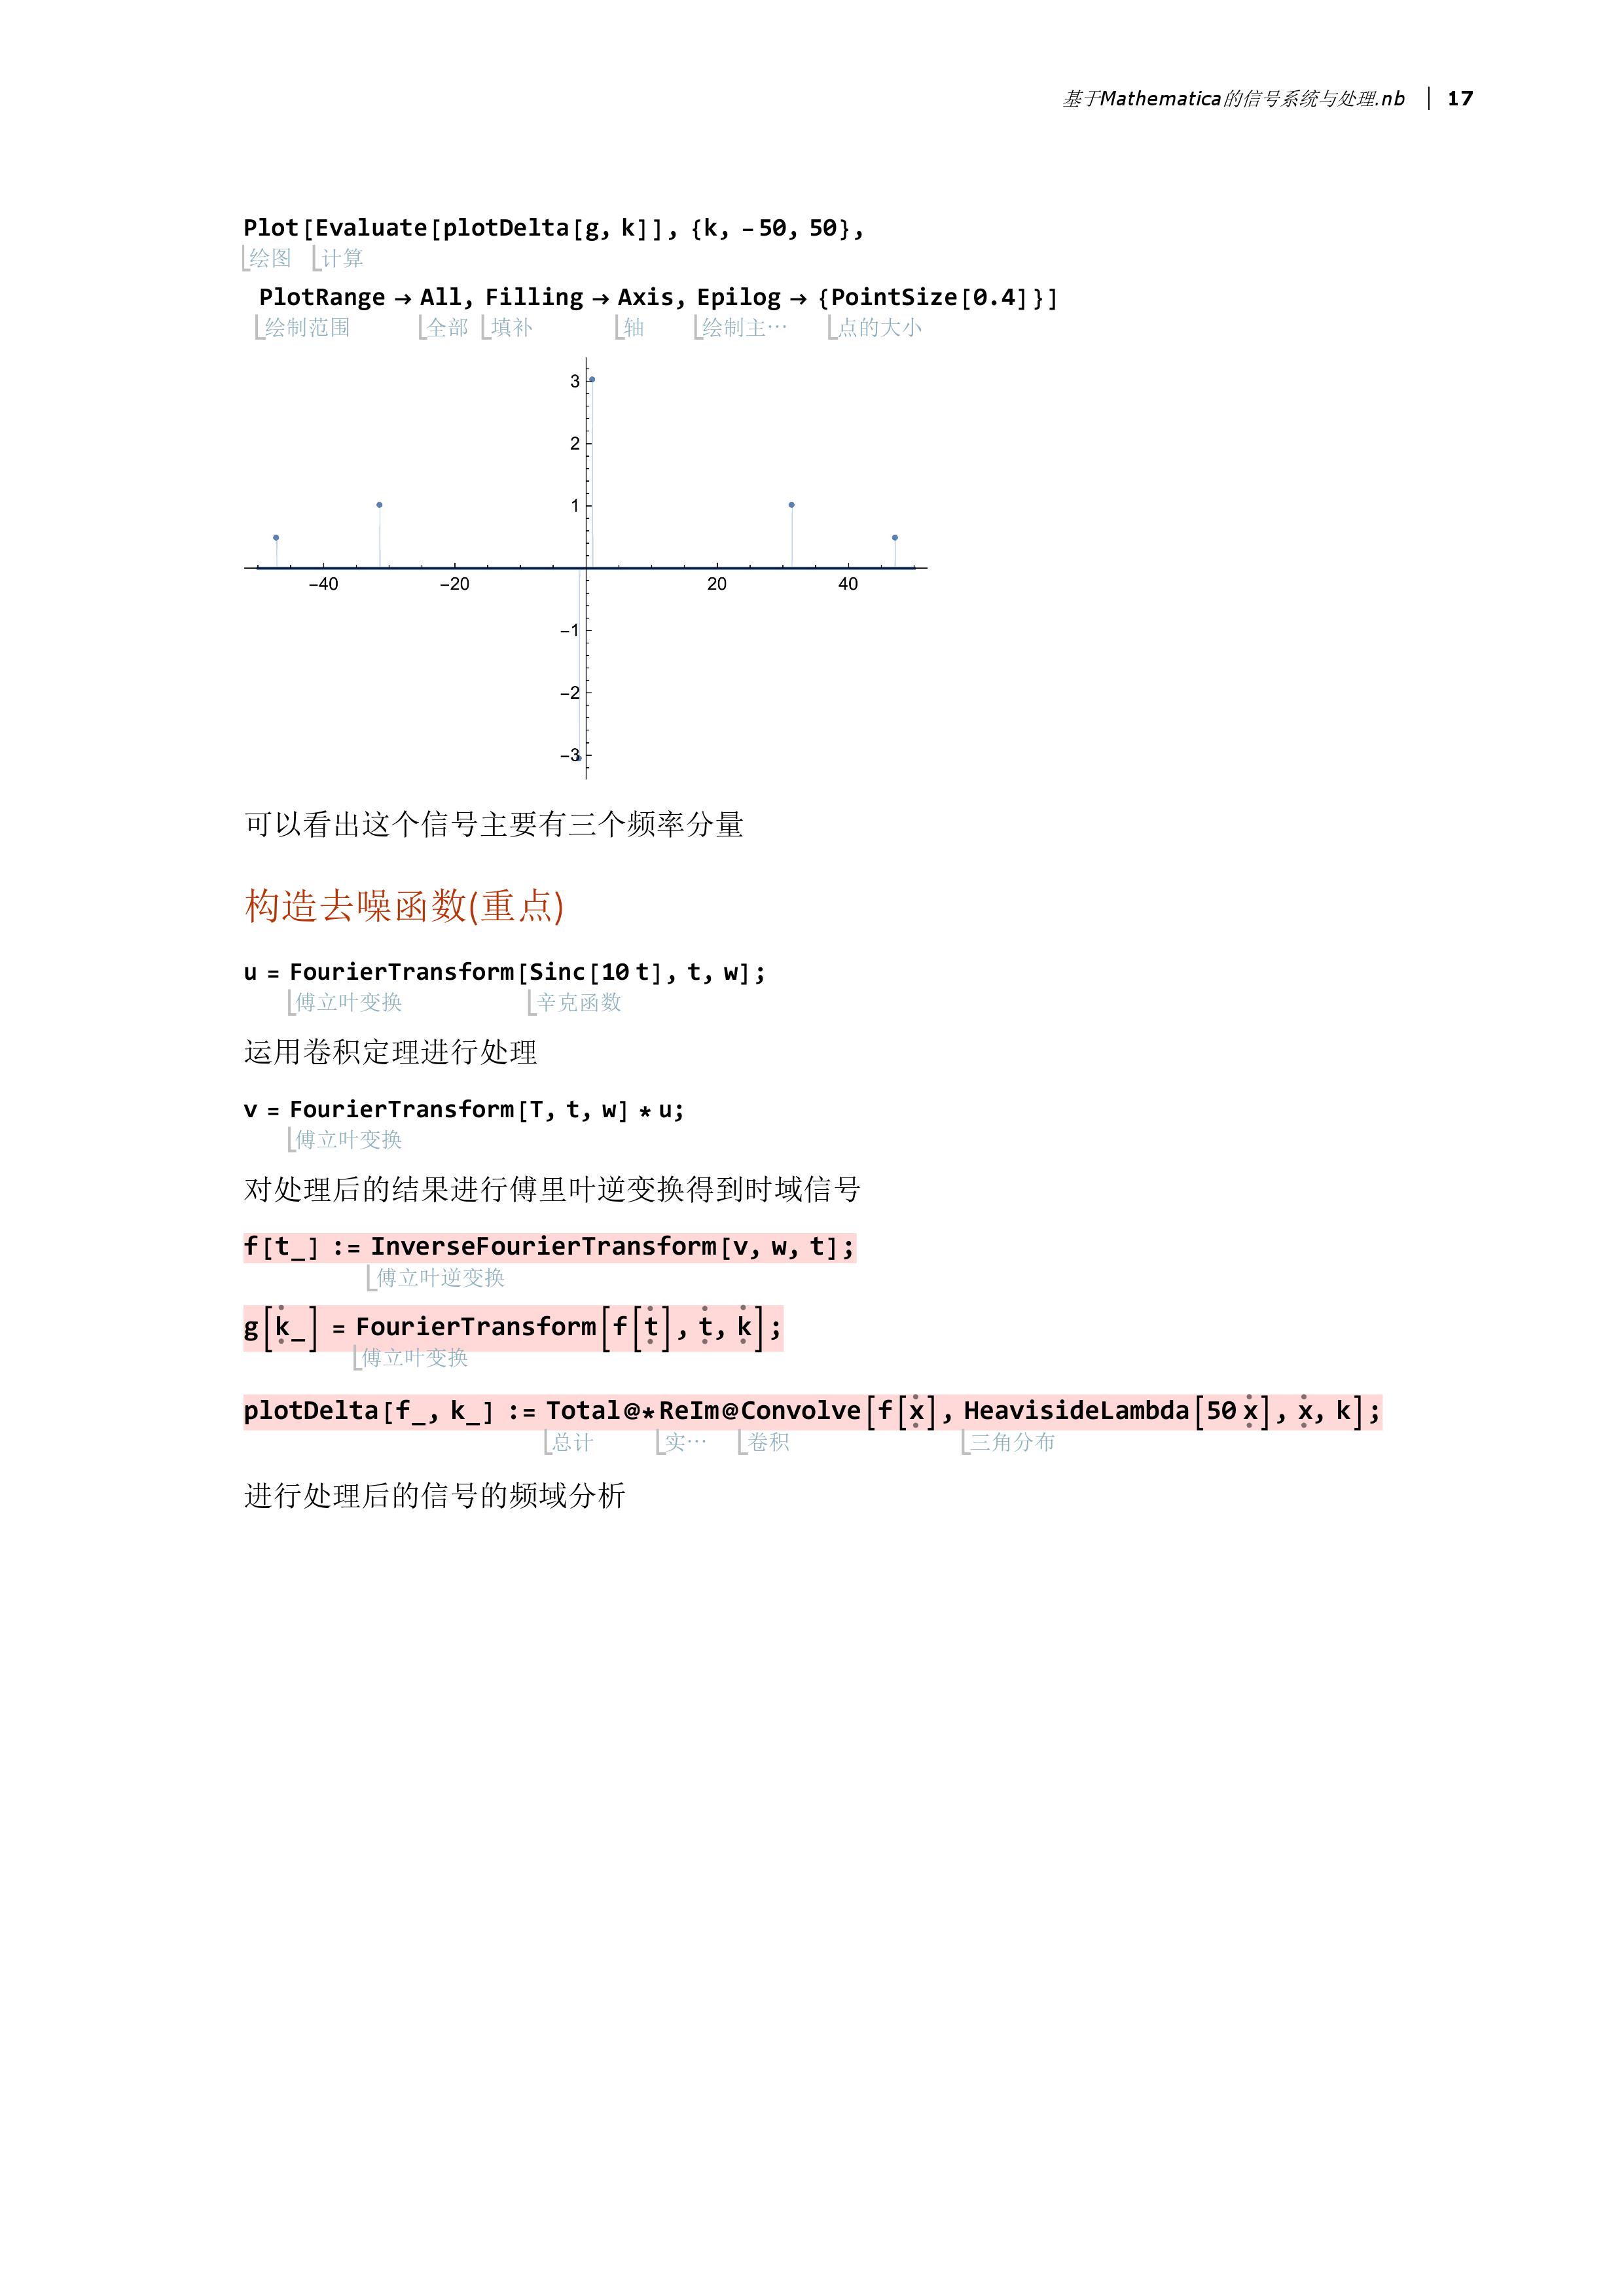 基于Mathematica的信号系统与处理.nb | 17
Plot[Evaluate[plotDelta[g, k]], {k, -50, 50},
绘图 计算
PlotRange → All, Filling → Axis, Epilog → {PointSize[0.4]}]
绘制范围 全部 填补 轴 绘制主… 点的大小
3
2
1
-40 -20 20 40
-1
-2
-3
可以看出这个信号主要有三个频率分量
构造去噪函数(重点)
u = FourierTransform[Sinc[10 t], t, w];
傅立叶变换 辛克函数
运用卷积定理进行处理
v = FourierTransform[T, t, w] * u;
傅立叶变换
对处理后的结果进行傅里叶逆变换得到时域信号
f[t_] := InverseFourierTransform[v, w, t];
傅立叶逆变换
g[k_] = FourierTransform[f[t], t, k];
傅立叶变换
plotDelta[f_, k_] := Total@*ReIm@Convolve[f[x], HeavisideLambda[50 x], x, k];
总计 实… 卷积 三角分布
进行处理后的信号的频域分析